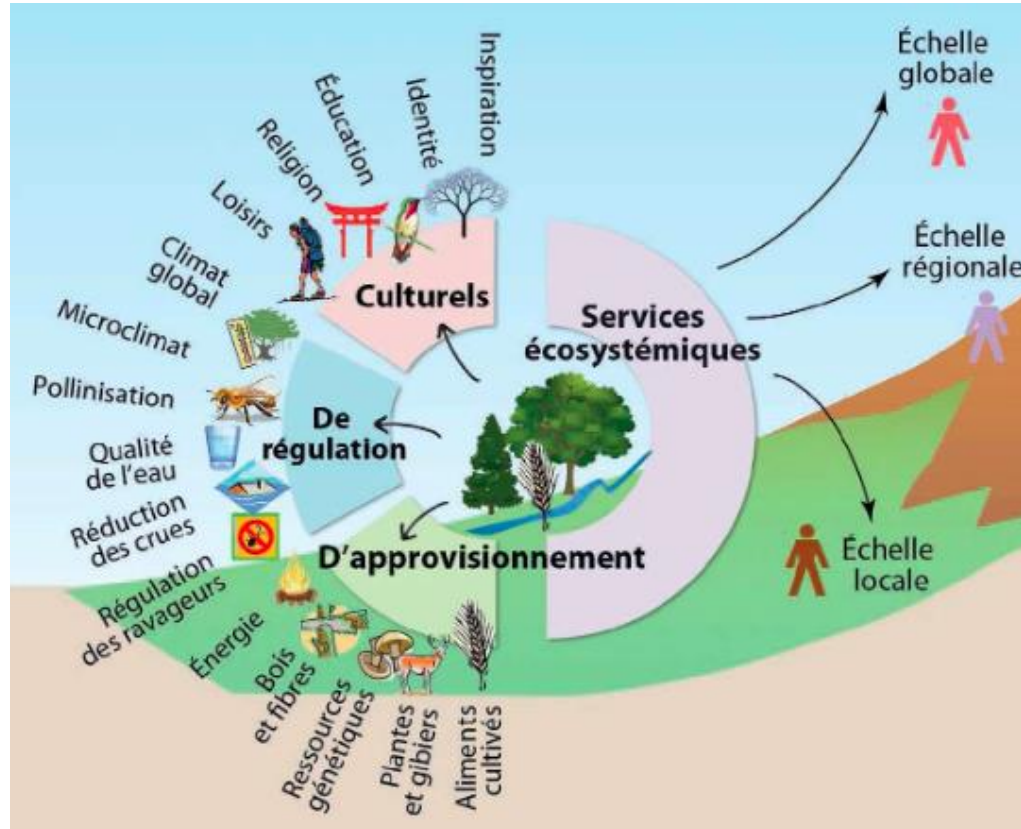 Inspiration
Identité
Éducation
Religion
Loisirs
Climat
global
Microclimat
Pollinisation
Qualité
de l'eau
Réduction
des crues
Régulation
des ravageurs
Énergie
Bois
et fibres
Ressources
génétiques
Plantes
et gibiers
Aliments
cultivés
Culturels
De
régulation
D'approvisionnement
Services
écosystémiques
Échelle
globale
Échelle
régionale
Échelle
locale